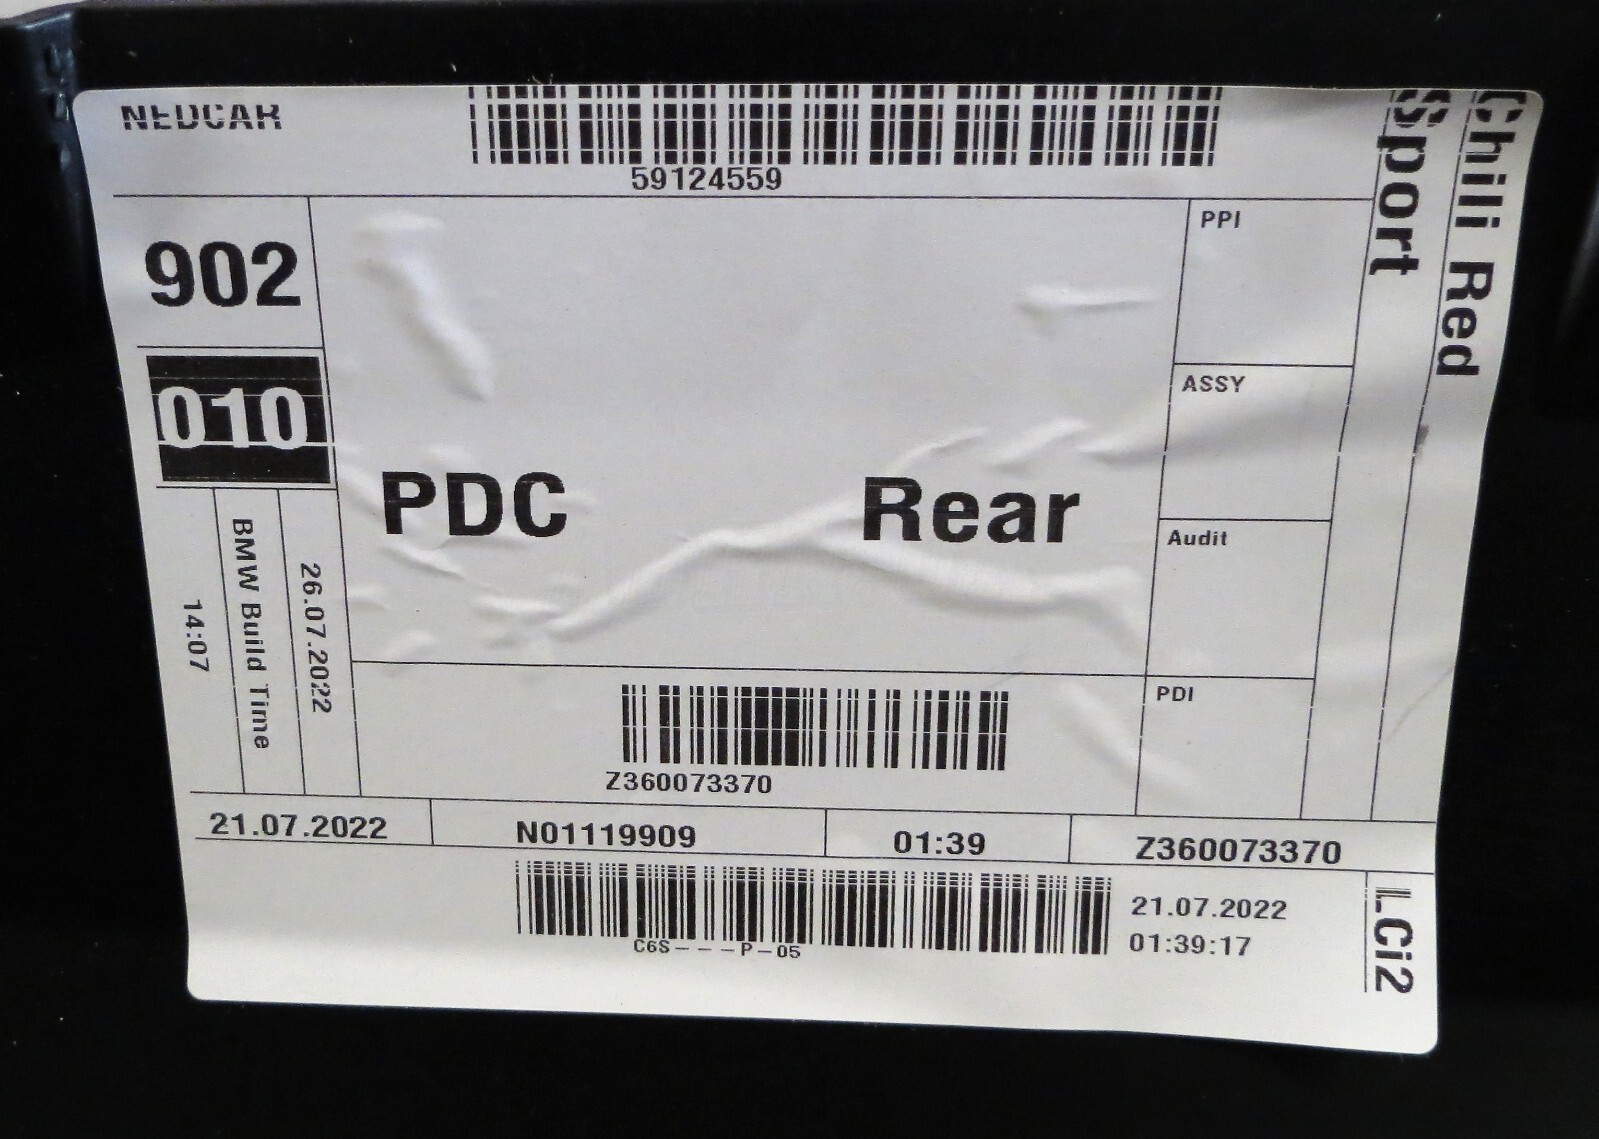 NEDCAR
59124559
902
010
PDC Rear
PPI
ASSY
Audit
PDI
Chili Red
Sport
26.07.2022
BMW Build Time
14:07
Z360073370
21.07.2022 N01119909 01:39 Z360073370
C6S---P-05
21.07.2022
01:39:17
LCi2